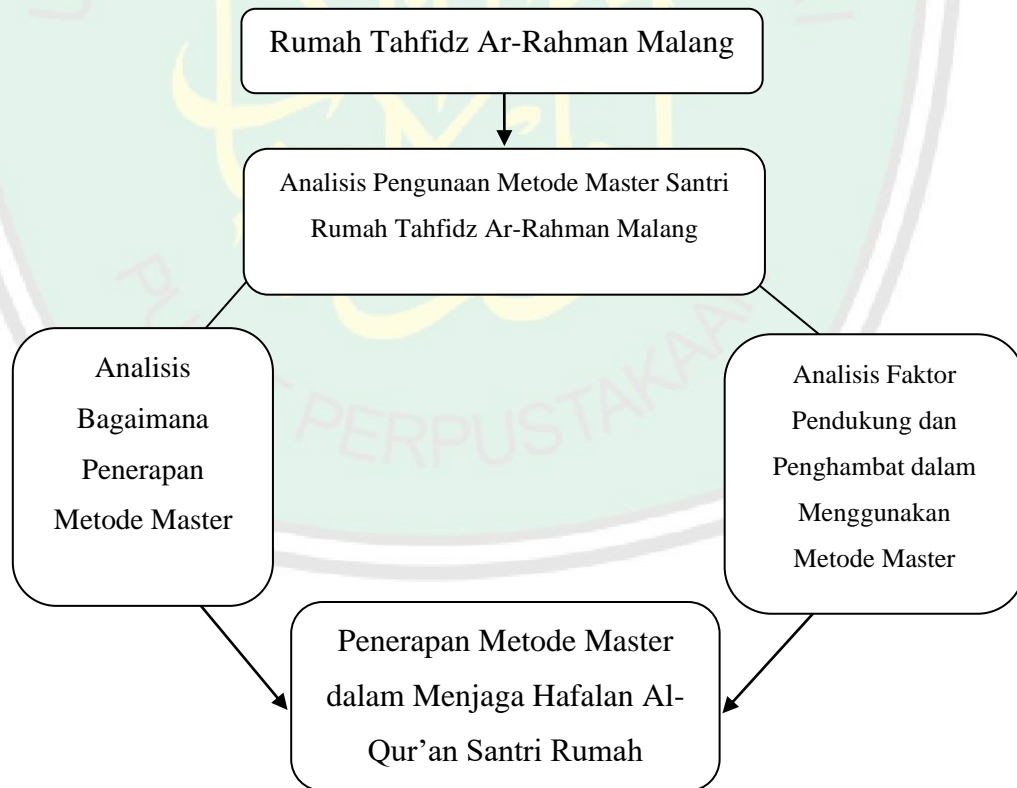 Rumah Tahfidz Ar-Rahman Malang
Analisis Pengunaan Metode Master Santri
Rumah Tahfidz Ar-Rahman Malang
Analisis
Bagaimana
Penerapan
Metode Master
Analisis Faktor
Pendukung dan
Penghambat dalam
Menggunakan
Metode Master
Penerapan Metode Master
dalam Menjaga Hafalan Al-
Qur’an Santri Rumah
PERPUSTAKAAN